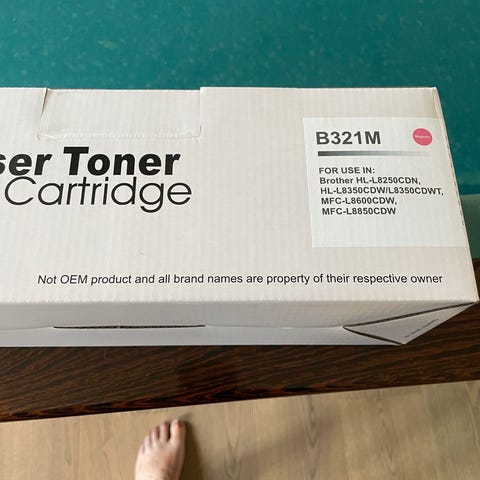 ser Toner
Cartridge
B321M
Magenta
FOR USE IN:
Brother HL-L8250CDN,
HL-L8350CDW/L8350CDWT,
MFC-L8600CDW,
MFC-L8850CDW
Not OEM product and all brand names are property of their respective owner